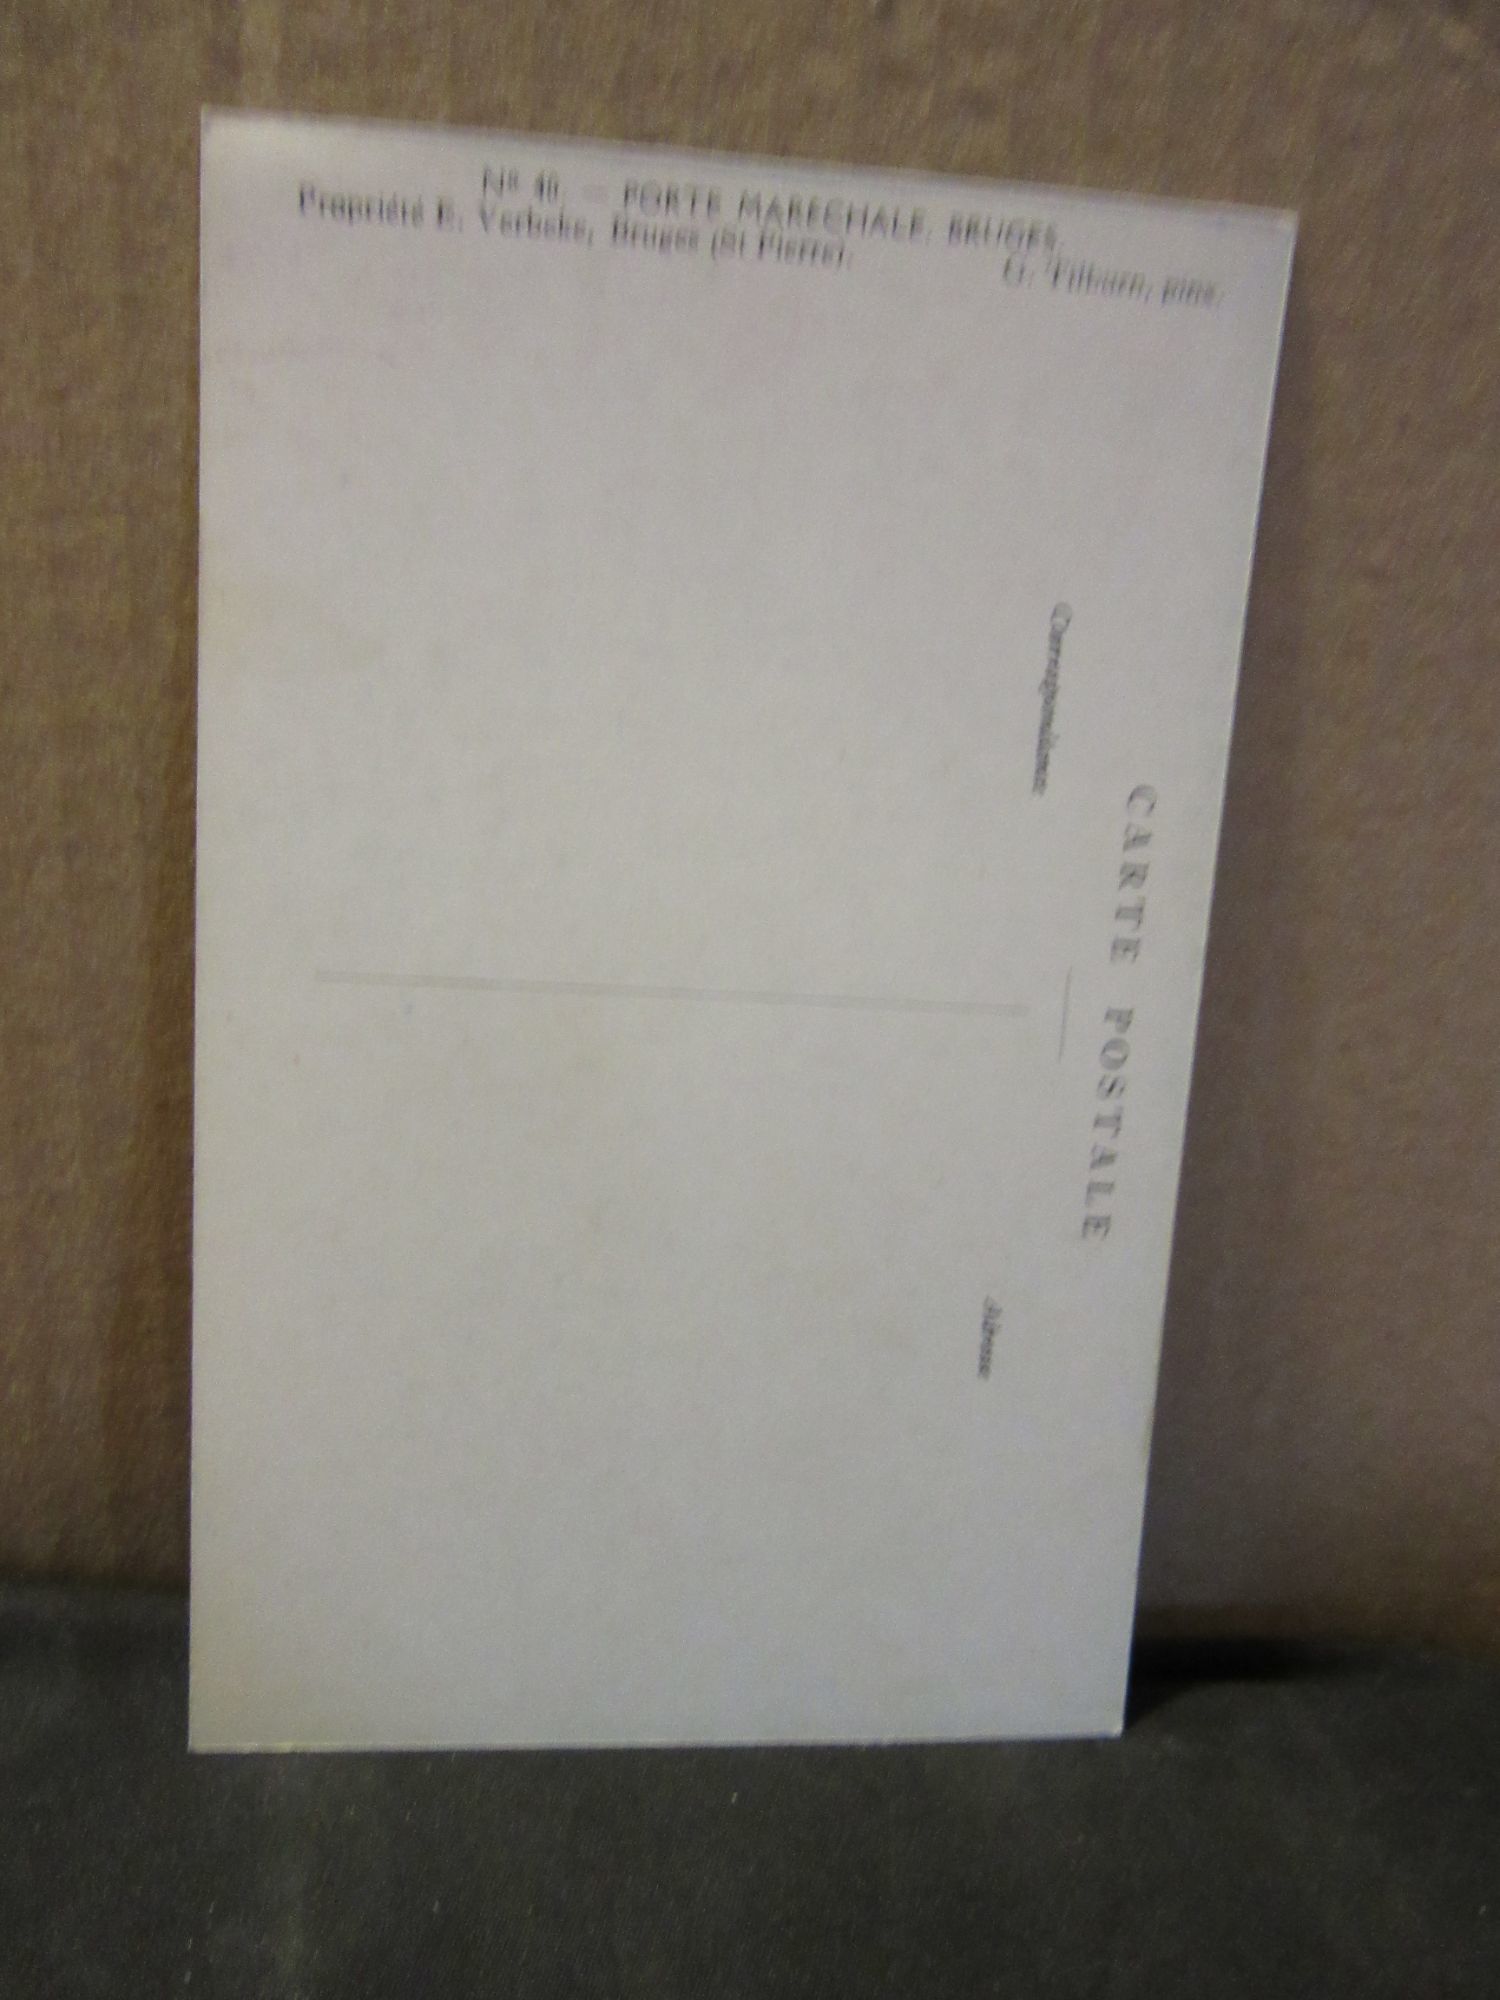 Nº 40. — PORTE MARÉCHALE. BRUGES.
Propriété E. Verbeke, Bruges (St Pierre).
Tilburn, pinx.
CARTE POSTALE
Correspondance
Adresse